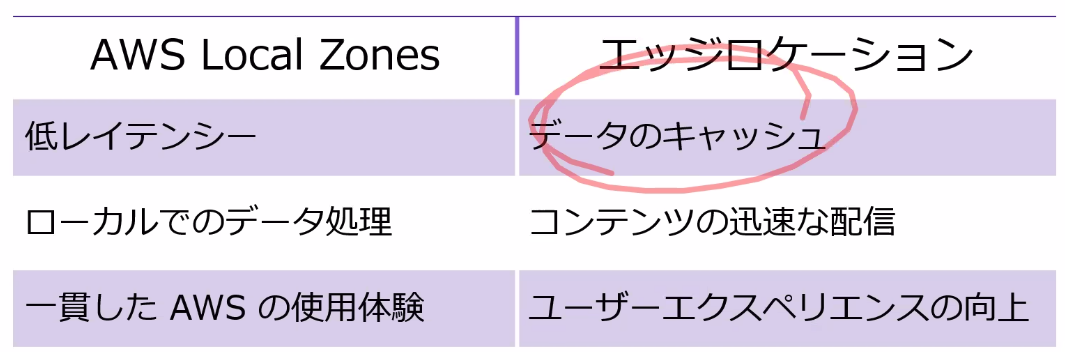 AWS Local Zones エッジロケーション
低レイテンシー データのキャッシュ
ローカルでのデータ処理 コンテンツの迅速な配信
一貫した AWS の使用体験 ユーザーエクスペリエンスの向上